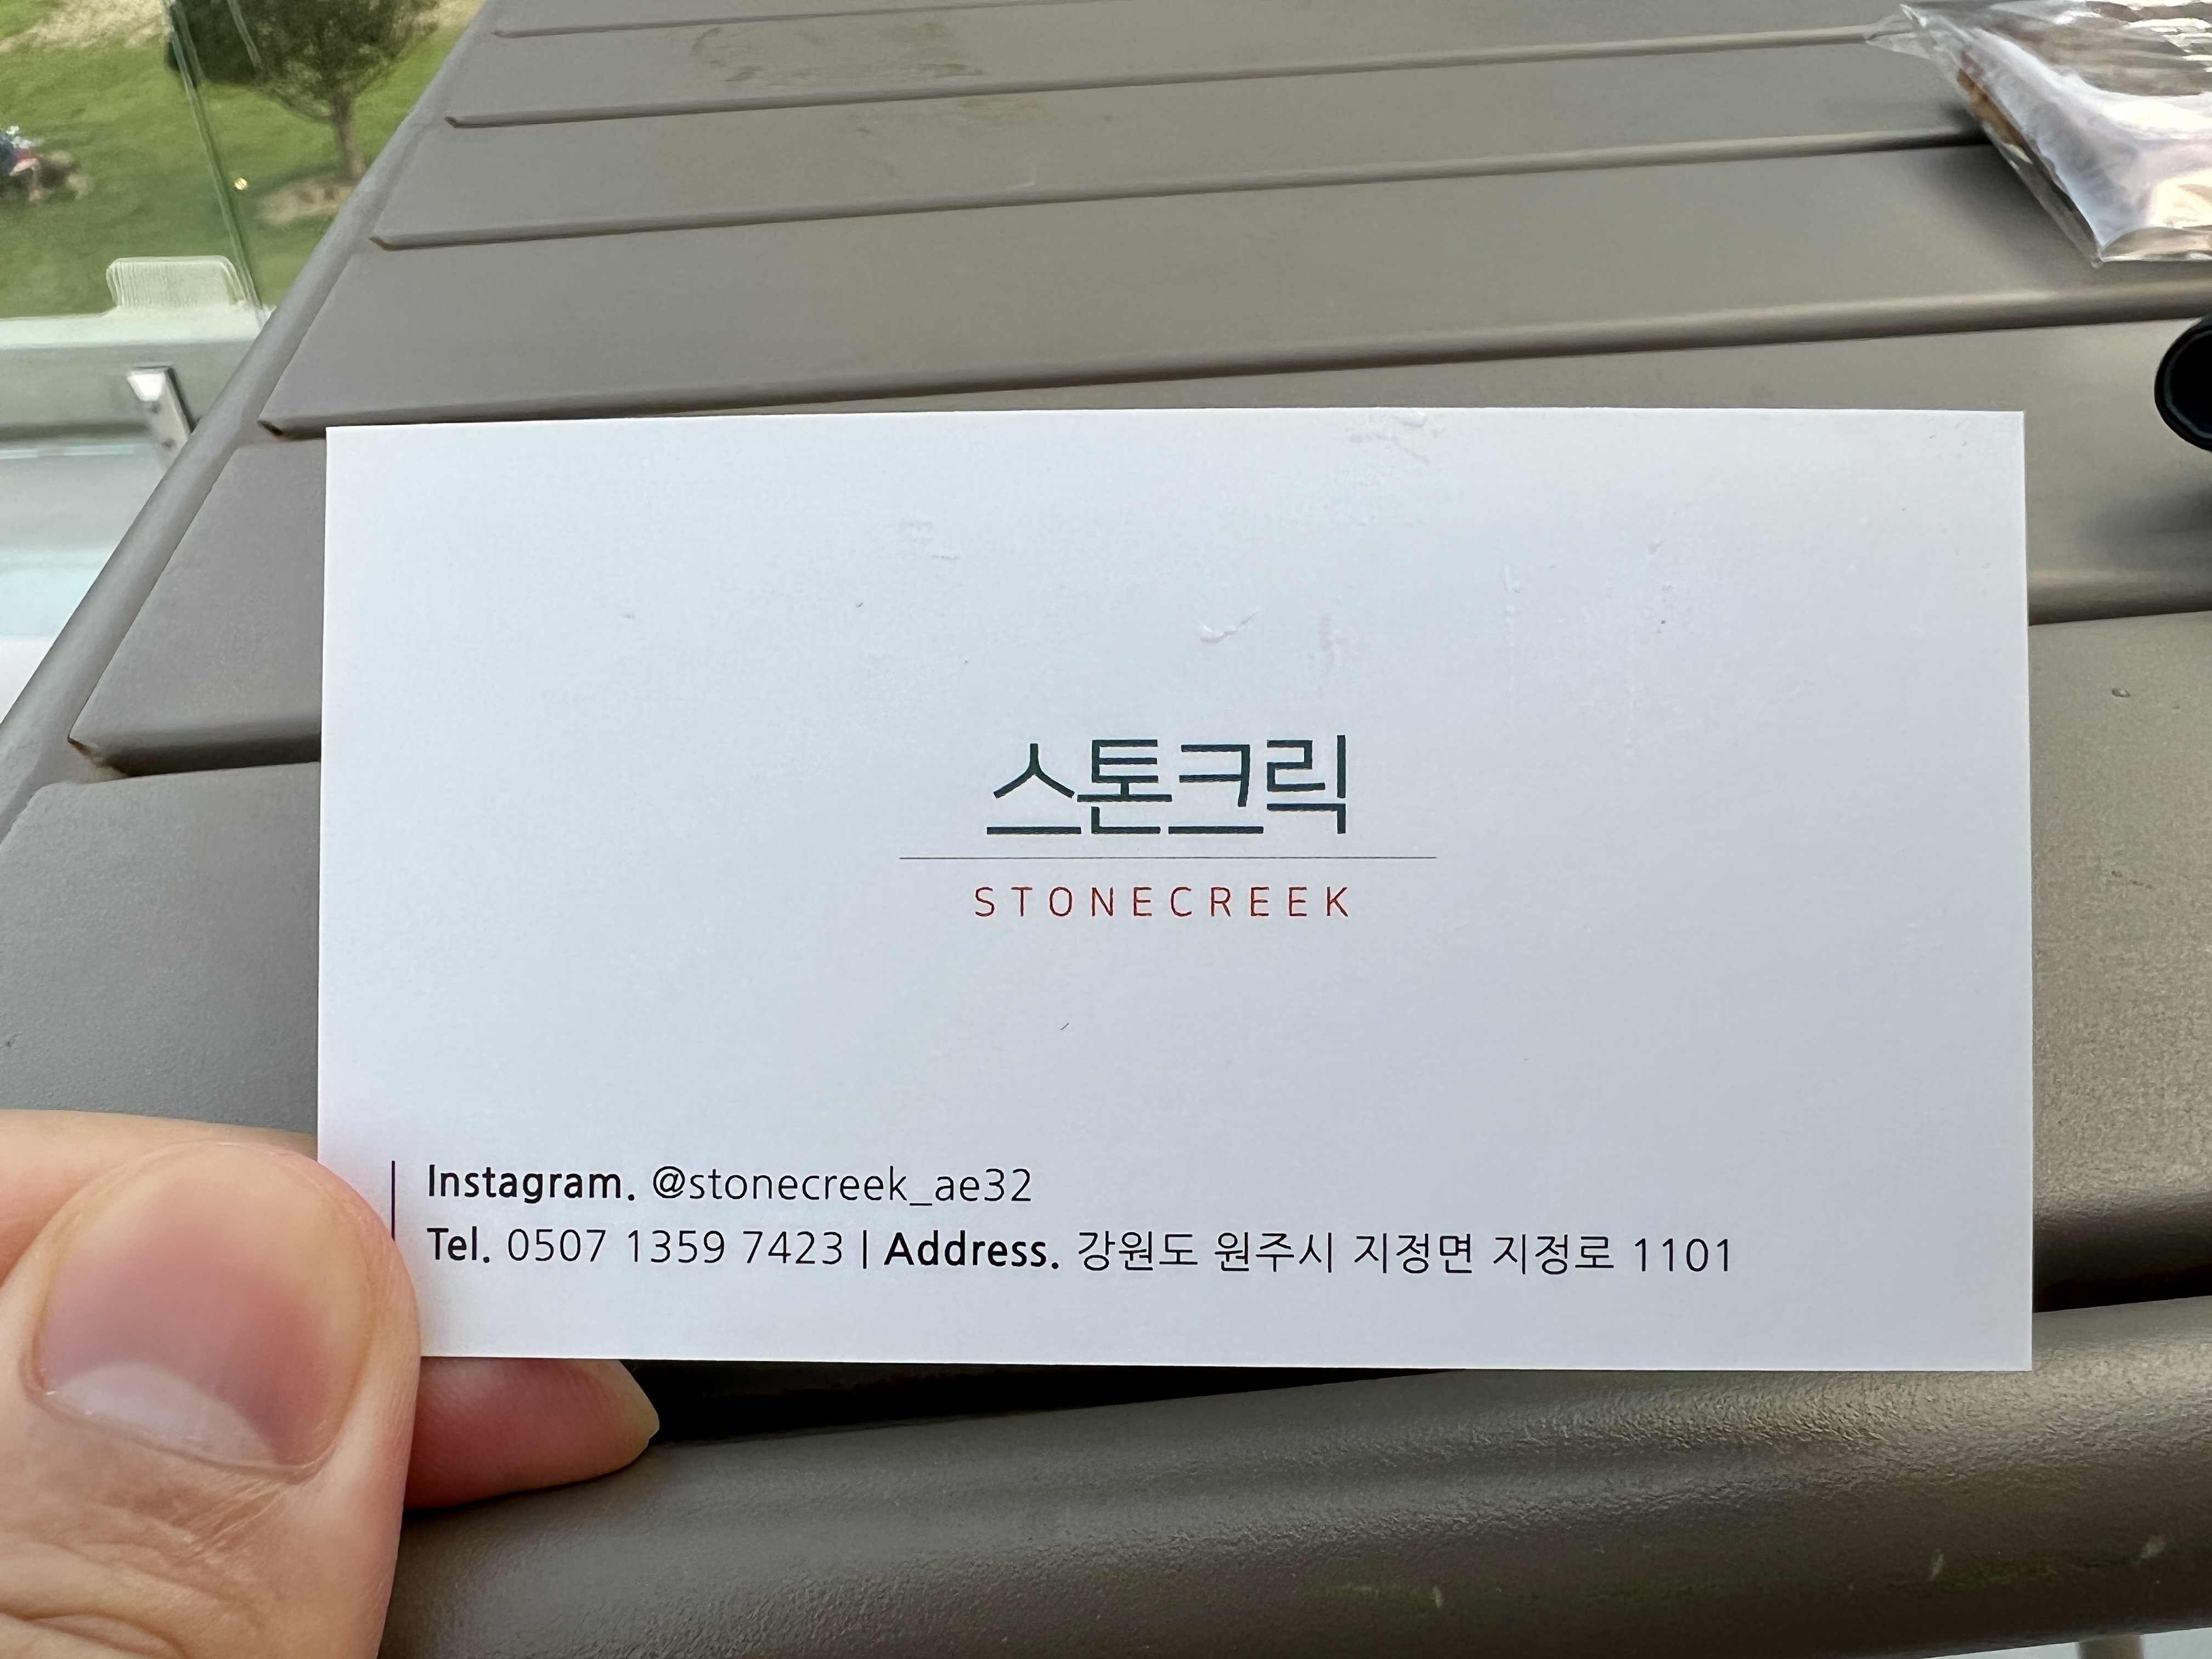 스톤크릭
STONECREEK
Instagram. @stonecreek_ae32
Tel. 0507 1359 7423 | Address. 강원도 원주시 지정면 지정로 1101